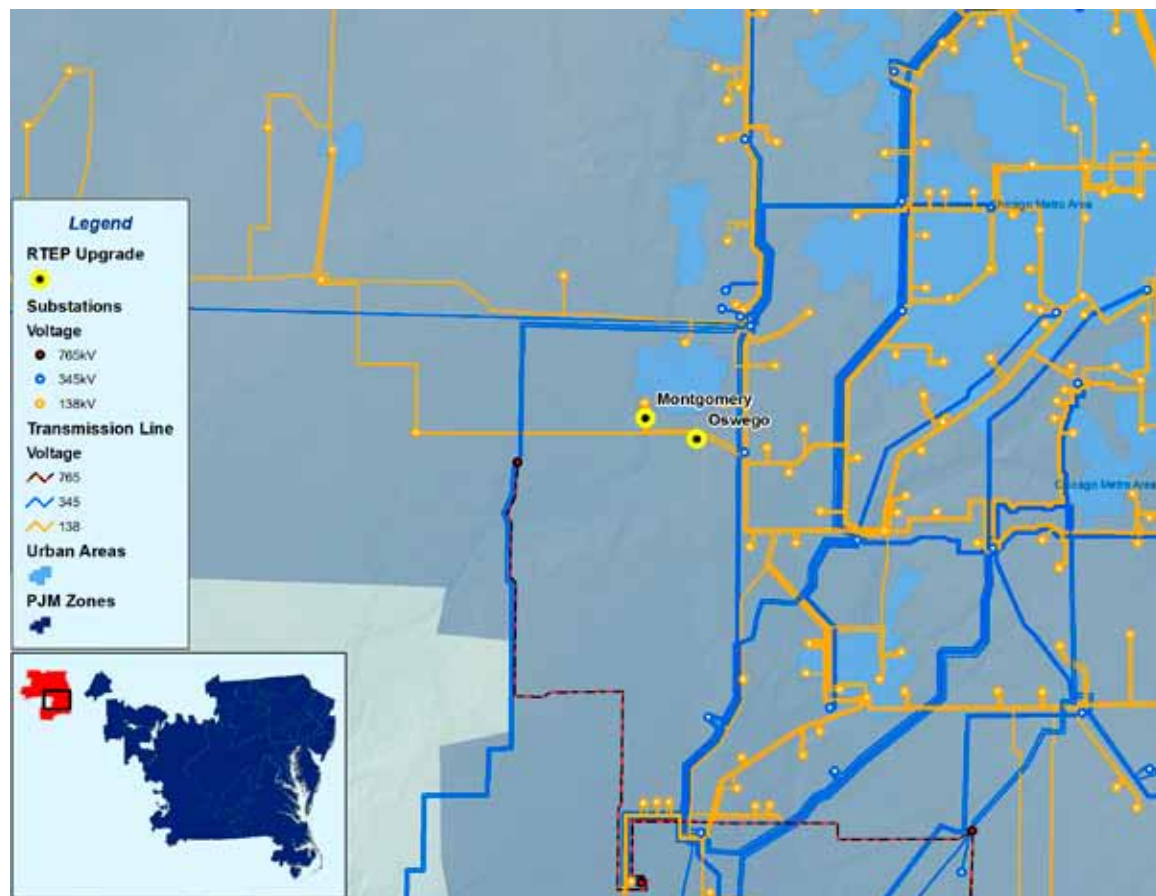 Chicago Metro Area
Legend
RTEP Upgrade
Substations
Voltage
765kV
345kV
138kV
Transmission Line
Voltage
765
345
138
Urban Areas
PJM Zones
Montgomery
Oswego
Chicago Metro Area